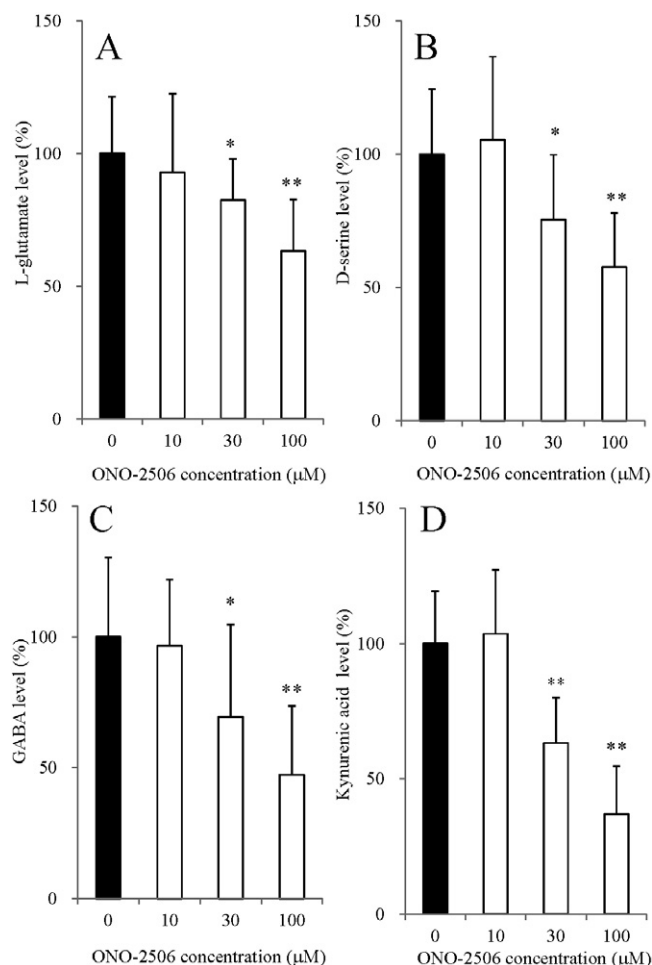 A
L-glutamate level (%)
150
100
50
0
*
**
0 10 30 100
ONO-2506 concentration (μM)
B
D-serine level (%)
150
100
50
0
*
**
0 10 30 100
ONO-2506 concentration (μM)
C
GABA level (%)
150
100
50
0
*
**
0 10 30 100
ONO-2506 concentration (μM)
D
Kynurenic acid level (%)
150
100
50
0
**
**
0 10 30 100
ONO-2506 concentration (μM)